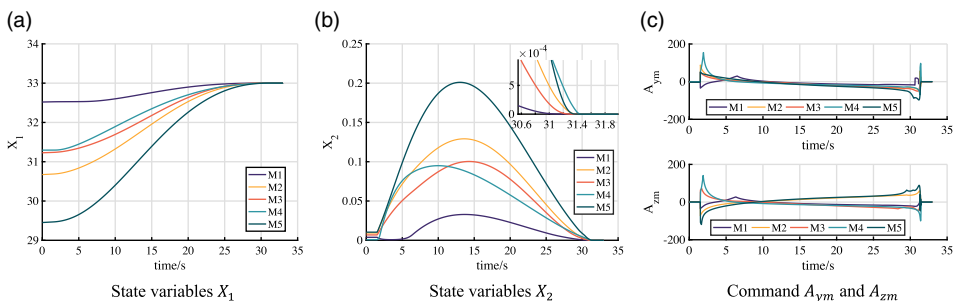 (a)
33
32
31
30
29
X1
0 5 10 15 20 25 30 35
time/s
M1
M2
M3
M4
M5
State variables X1
(b)
0.25
0.2
0.15
0.1
0.05
0
X2
0 5 10 15 20 25 30 35
time/s
×10-4
5
0
30.6 31 31.4 31.8
M1
M2
M3
M4
M5
State variables X2
(c)
200
0
-200
Aym
0 5 10 15 20 25 30 35
time/s
M1 M2 M3 M4 M5
200
0
-200
Azm
0 5 10 15 20 25 30 35
time/s
M1 M2 M3 M4 M5
Command Aym and Azm